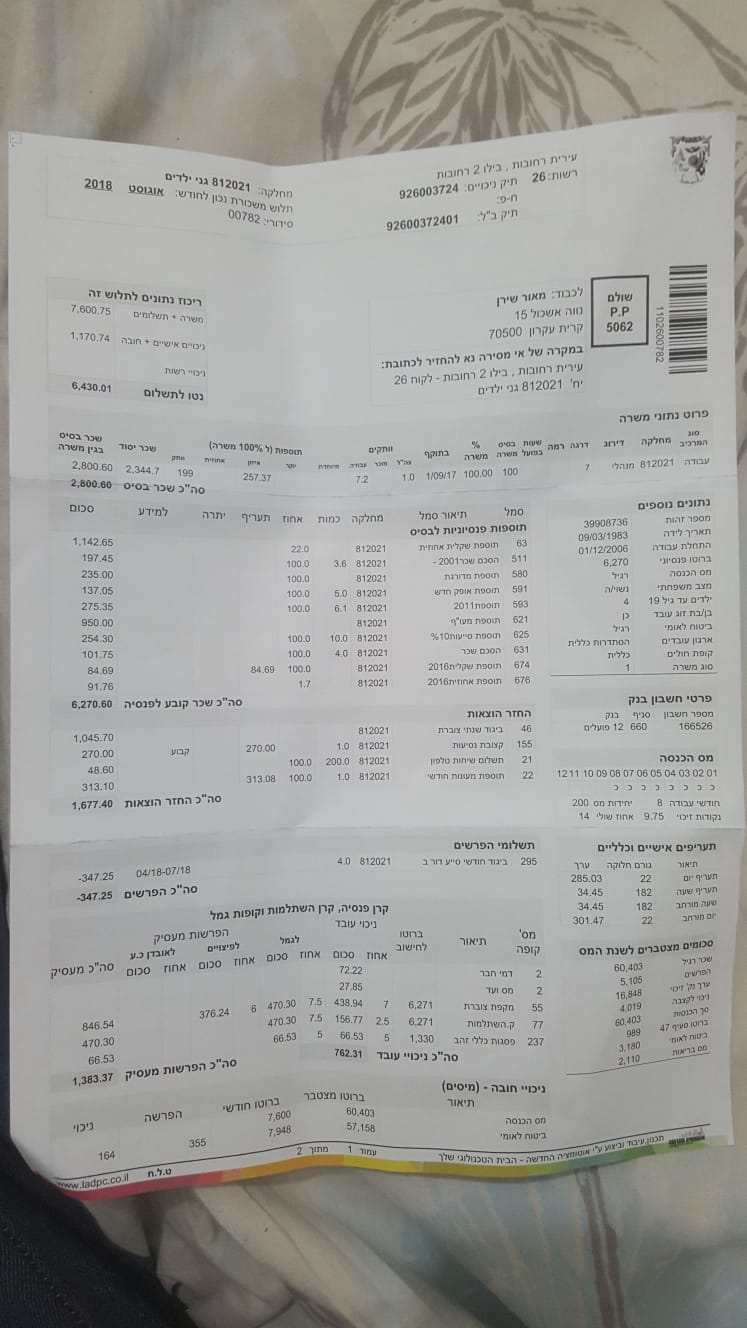 עירית רחובות , בילו 2 רחובות
רשות: 26 תיק ניכויים: 926003724
ח-פ:
תיק ב"ל: 92600372401
מחלקה: 812021 גני ילדים
תלוש משכורת נכון לחודש: אוגוסט 2018
סידורי: 00782
1102600782
שולם
P.P
5062
לכבוד: מאור שירן
נווה אשכול 15
קרית עקרון 70500
במקרה של אי מסירה נא להחזיר לכתובת:
עירית רחובות, בילו 2 רחובות - לקוח 26
יח' 812021 גני ילדים
ריכוז נתונים לתלוש זה
משרה + תשלומים 7,600.75
ניכויים אישיים + חובה 1,170.74
ניכויי רשות
נטו לתשלום 6,430.01
פרוט נתוני משרה
סוג המרכיב מחלקה דירוג דרגה רמה שעות בפועל בסיס משרה % משרה בתוקף וותקים צה"ל מוכר עבודה מיוחדת תוספות (ל 100% משרה) יוקר איזון אחוזית וותק שכר יסוד שכר בסיס בגין משרה
עבודה 812021 מנהלי 7 100 100.00 1/09/17 1.0 7.2 257.37 199 2,344.7 2,800.60
סה"כ שכר בסיס 2,800.60
נתונים נוספים
מספר זהות 39908736
תאריך לידה 09/03/1983
התחלת עבודה 01/12/2006
ברוטו פנסיוני 6,270
מס הכנסה רגיל
מצב משפחתי נשוי/ה
ילדים עד גיל 19 4
בן/בת זוג עובד כן
ביטוח לאומי רגיל
ארגון עובדים הסתדרות כללית
קופת חולים כללית
סוג משרה 1
פרטי חשבון בנק
מספר חשבון סניף בנק
166526 660 12 פועלים
מס הכנסה
01 02 03 04 05 06 07 08 09 10 11 12
כ כ כ כ כ כ כ כ
חודשי עבודה 8 יחידות מס 200
נקודות זיכוי 9.75 אחוז שולי 14
תעריפים אישיים וכלליים
תיאור גורם חלוקה ערך
תעריף יום 22 285.03
תעריף שעה 182 34.45
שעה מורחב 182 34.45
יום מורחב 22 301.47
סכומים מצטברים לשנת המס
שכר רגיל 60,403
הפרשים 5,105
ערך נק' זיכוי 16,848
ניכוי לקצבה 4,019
סך הכנסות 60,403
ברוטו סעיף 47 989
ביטוח לאומי 3,180
מס בריאות 2,110
סמל תיאור סמל מחלקה כמות אחוז תעריף יתרה למידע סכום
תוספות פנסיוניות לבסיס
63 תוספת שקלית אחוזית 812021 22.0 1,142.65
511 הסכם שכר2001 - 812021 3.6 100.0 197.45
580 תוספת מדורגת 812021 100.0 235.00
591 תוספת אופק חדש 812021 5.0 100.0 137.05
593 תוספת2011 812021 6.1 100.0 275.35
621 תוספת מעו"ף 812021 950.00
625 תוספת סייעות10% 812021 10.0 100.0 254.30
631 הסכם שכר 812021 4.0 100.0 101.75
674 תוספת שקלית2016 812021 100.0 84.69 84.69
676 תוספת אחוזית2016 812021 1.7 91.76
סה"כ שכר קובע לפנסיה 6,270.60
החזר הוצאות
46 ביגוד שנתי צוברת 812021 1,045.70
155 קצובת נסיעות 812021 1.0 270.00 קבוע 270.00
21 תשלום שיחות טלפון 812021 200.0 100.0 48.60
22 תוספת מעונות חודשי 812021 1.0 100.0 313.08 313.10
סה"כ החזר הוצאות 1,677.40
תשלומי הפרשים
295 ביגוד חודשי סייע דור ב 812021 4.0 04/18-07/18 -347.25
סה"כ הפרשים -347.25
קרן פנסיה, קרן השתלמות וקופות גמל
מס' קופה תיאור ברוטו לחישוב ניכוי עובד אחוז סכום הפרשות מעסיק לגמל אחוז סכום לפיצויים אחוז סכום לאובדן כ.ע אחוז סכום סה"כ מעסיק
2 דמי חבר 72.22
2 מס ועד 27.85
55 מקפת צוברת 6,271 7 438.94 7.5 470.30 6 376.24 846.54
77 ק.השתלמות 6,271 2.5 156.77 7.5 470.30 470.30
237 פסגות כללי זהב 1,330 5 66.53 5 66.53 66.53
סה"כ ניכויי עובד 762.31 סה"כ הפרשות מעסיק 1,383.37
ניכויי חובה - (מיסים)
תיאור ברוטו מצטבר ברוטו חודשי הפרשה ניכוי
מס הכנסה 60,403 7,600
ביטוח לאומי 57,158 7,948 355 164
תכנון,עיבוד וביצוע ע"י אוטומציה החדשה - הבית הטכנולוגי שלך
עמוד 1 מתוך 2
ט.ל.ח
www.ladpc.co.il